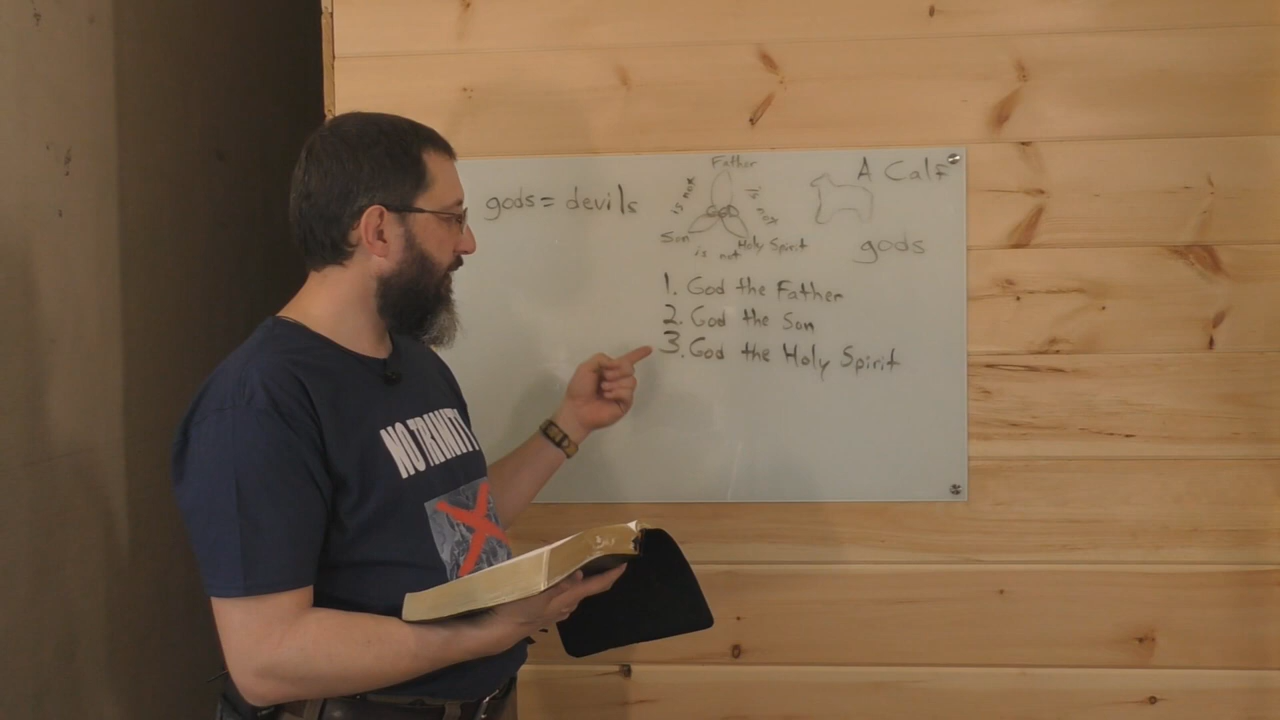 gods = devils
Father
is not
is not
God
Son
is not
Holy Spirit
A Calf
gods
1. God the Father
2. God the Son
3. God the Holy Spirit
NO TRINITY